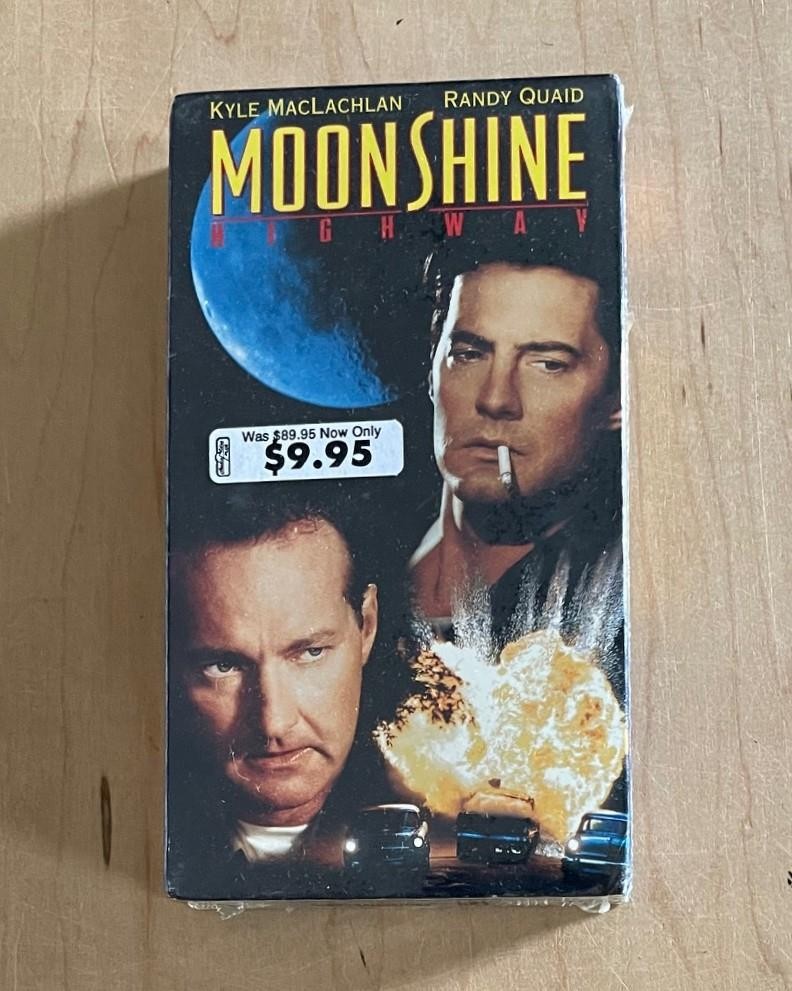 KYLE MACLACHLAN RANDY QUAID
MOONSHINE
HIGHWAY
Was $89.95 Now Only
$9.95